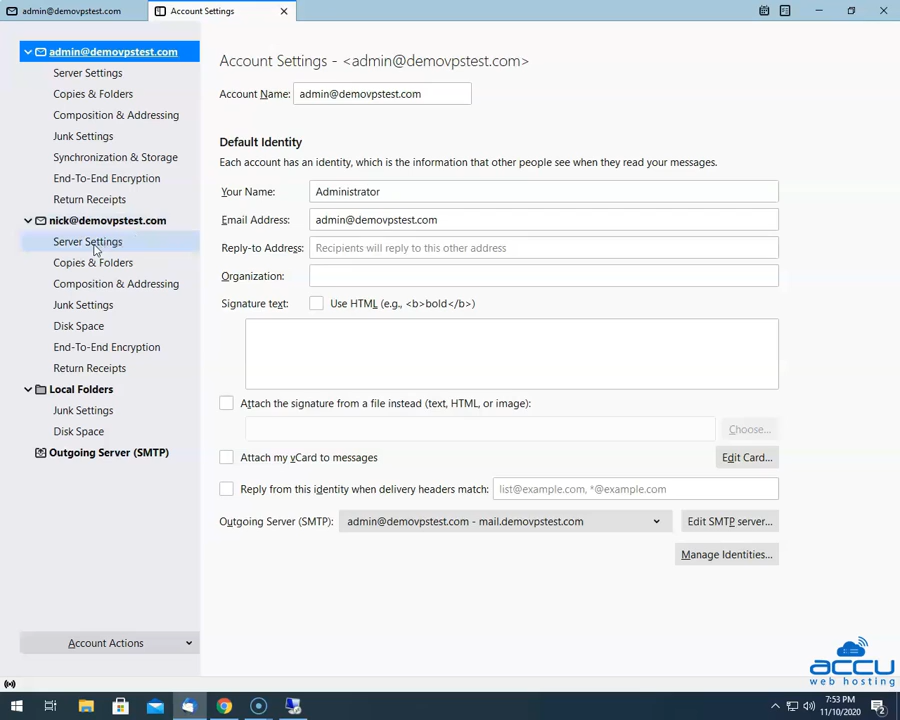 admin@demovpstest.com
Account Settings
admin@demovpstest.com
Server Settings
Copies & Folders
Composition & Addressing
Junk Settings
Synchronization & Storage
End-To-End Encryption
Return Receipts
nick@demovpstest.com
Server Settings
Copies & Folders
Composition & Addressing
Junk Settings
Disk Space
End-To-End Encryption
Return Receipts
Local Folders
Junk Settings
Disk Space
Outgoing Server (SMTP)
Account Actions
Account Settings - <admin@demovpstest.com>
Account Name: admin@demovpstest.com
Default Identity
Each account has an identity, which is the information that other people see when they read your messages.
Your Name: Administrator
Email Address: admin@demovpstest.com
Reply-to Address: Recipients will reply to this other address
Organization:
Signature text: Use HTML (e.g., <b>bold</b>)
Attach the signature from a file instead (text, HTML, or image):
Choose...
Attach my vCard to messages Edit Card...
Reply from this identity when delivery headers match: list@example.com, *@example.com
Outgoing Server (SMTP): admin@demovpstest.com - mail.demovpstest.com Edit SMTP server...
Manage Identities...
accu
web hosting
7:53 PM
11/10/2020
2